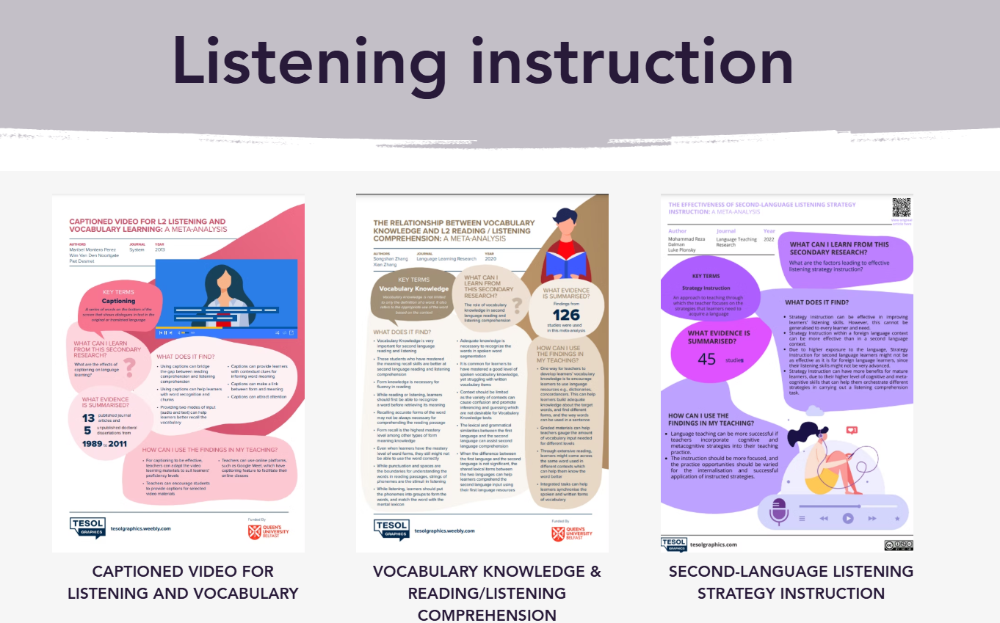 Listening instruction
CAPTIONED VIDEO FOR L2 LISTENING AND
VOCABULARY LEARNING: A META-ANALYSIS
AUTHORS
Maribel Montero Perez
Wim Van Den Noortgate
Piet Desmet
JOURNAL
System
YEAR
2013
KEY TERMS
Captioning
A series of words on the bottom of the
screen that shows dialogues in text in the
original or translated language
WHAT CAN I LEARN
FROM THIS SECONDARY
RESEARCH?
What are the effects of
captioning on language
learning?
?
WHAT EVIDENCE
IS SUMMARISED?
13 published journal
articles and
5 unpublished doctoral
dissertations from
1989 to 2011
WHAT DOES IT FIND?
• Using captions can bridge
the gap between reading
comprehension and listening
comprehension
• Using captions can help learners
with word recognition and
chunks
• Providing two modes of input
(audio and text) can help
learners better recall the
vocabulary
• Captions can provide learners
with contextual clues for
inferring word meaning
• Captions can make a link
between form and meaning
• Captions can attract attention
HOW CAN I USE THE FINDINGS IN MY TEACHING?
• For captioning to be effective,
teachers can adapt the video
learning materials to suit learners'
proficiency levels
• Teachers can encourage students
to provide captions for selected
video materials
• Teachers can use online platforms,
such as Google Meet, which have
captioning feature to facilitate their
online classes
TESOL
GRAPHICS
tesolgraphics.weebly.com
Funded By
QUEEN'S
UNIVERSITY
BELFAST
CAPTIONED VIDEO FOR
LISTENING AND VOCABULARY
THE RELATIONSHIP BETWEEN VOCABULARY
KNOWLEDGE AND L2 READING / LISTENING
COMPREHENSION: A META-ANALYSIS
AUTHORS
Songshan Zhang
Xian Zhang
JOURNAL
Language Learning Research
YEAR
2020
KEY TERMS
Vocabulary Knowledge
Vocabulary knowledge is not limited
to only the definition of a word. It also
refers to the appropriate use of the word
based on the context
WHAT CAN I
LEARN FROM
THIS SECONDARY
RESEARCH?
The role of vocabulary
knowledge in second
language reading and
listening comprehension
?
WHAT EVIDENCE
IS SUMMARISED?
Findings from
126
studies were used
in this meta-analysis
WHAT DOES IT FIND?
• Vocabulary Knowledge is very
important for second language
reading and listening
• Those students who have mastered
the meaning recall skills are better at
second language reading and listening
comprehension
• Form knowledge is necessary for
fluency in reading
• While reading or listening, learners
should first be able to recognize
a word before retrieving its meaning
• Recalling accurate forms of the word
may not be always necessary for
comprehending the reading passage
• Form recall is the highest mastery
level among other types of form
meaning knowledge
• Even when learners have the mastery
level of word forms, they still might not
be able to use the word correctly
• While punctuation and spaces are
the boundaries for understanding the
words in reading passages, strings of
phonemes are the stimuli in listening
• While listening, learners should put
the phonemes into groups to form the
words, and match the word with the
mental lexicon
• Adequate knowledge is
necessary to recognize the
words in spoken word
segmentation
• It is common for learners to
have mastered a good level of
spoken vocabulary knowledge,
yet struggling with written
vocabulary items
• Context should be limited
as the variety of contexts can
cause confusion and promote
inferencing and guessing which
are not desirable for Vocabulary
Knowledge tests
• The lexical and grammatical
similarities between the first
language and the second
language can assist second
language comprehension
• When the difference between
the first language and the second
language is not significant, the
shared lexical items between
the two languages can help
learners comprehend the
second language input using
their first language resources.
HOW CAN I USE
THE FINDINGS IN
MY TEACHING?
• One way for teachers to
develop learners' vocabulary
knowledge is to encourage
learners to use language
resources e.g., dictionaries,
concordancers. This can help
learners build adequate
knowledge about the target
words, and find different
forms, and the way words
can be used in a sentence
• Graded materials can help
teachers gauge the amount
of vocabulary input needed
for different levels
• Through extensive reading,
learners might come across
the same word used in
different contexts which
can help them know the
word better
• Integrated tasks can help
learners synchronise the
spoken and written forms
of vocabulary
TESOL
GRAPHICS
tesolgraphics.weebly.com
Funded By
QUEEN'S
UNIVERSITY
BELFAST
VOCABULARY KNOWLEDGE &
READING/LISTENING
COMPREHENSION
THE EFFECTIVENESS OF SECOND-LANGUAGE LISTENING STRATEGY
INSTRUCTION: A META-ANALYSIS
View original
article here
Author
Mohammad Reza
Dalman
Luke Plonsky
Journal
Language Teaching
Research
Year
2022
WHAT CAN I LEARN FROM THIS
SECONDARY RESEARCH?
What are the factors leading to effective
listening strategy instruction?
KEY TERMS
Strategy Instruction
An approach to teaching through
which the teacher focuses on the
strategies that learners need to
acquire a language
WHAT EVIDENCE IS
SUMMARISED?
45 studies
WHAT DOES IT FIND?
• Strategy Instruction can be effective in improving
learners' listening skills. However, this cannot be
generalised to every learner and need.
• Strategy Instruction within a foreign language context
can be more effective than in a second language
context.
• Due to higher exposure to the language, Strategy
Instruction for second language learners might not be
as effective as it is for foreign language learners, since
their listening skills might not be very advanced.
• Strategy Instruction can have benefits for mature
learners, due to their higher level of cognitive and meta-
cognitive skills that can help them orchestrate different
strategies in carrying out a listening comprehension
task.
HOW CAN I USE THE
FINDINGS IN MY TEACHING?
• Language teaching can be more successful if
teachers incorporate cognitive and
metacognitive strategies into their teaching
practice.
• The instruction should be more focused, and
the practice opportunities should be varied
for the internalisation and successful
application of instructed strategies.
TESOL
GRAPHICS
tesolgraphics.com
SECOND-LANGUAGE LISTENING
STRATEGY INSTRUCTION